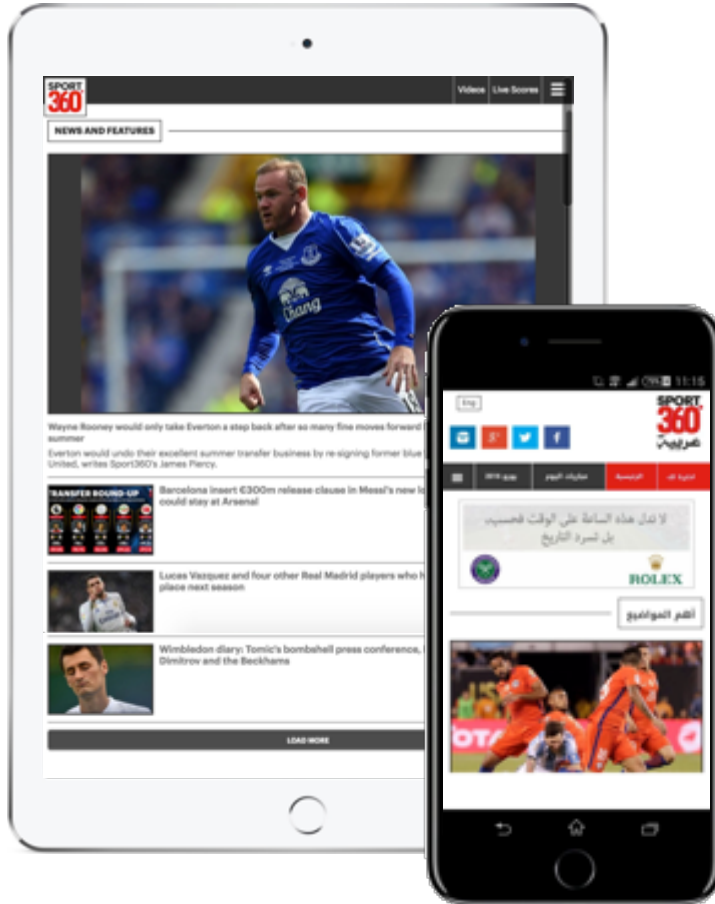 SPORT
360°
Videos
Live Scores
NEWS AND FEATURES
Chang
Wayne Rooney would only take Everton a step back after so many fine moves forward
summer
Everton would undo their excellent summer transfer business by re-signing former blue
United, writes Sport360's James Piercy.
TRANSFER ROUND-UP
Barcelona insert €300m release clause in Messi's new
could stay at Arsenal
Lucas Vazquez and four other Real Madrid players who
place next season
Wimbledon diary: Tomic's bombshell press conference,
Dimitrov and the Beckhams
LOAD MORE
11:15
Eng
SPORT
360°
عربية
اخترنا لك
الرئيسية
مباريات اليوم
يورو 2016
لا تدل هذه الساعة على الوقت فحسب،
بل تسرد التاريخ
ROLEX
أهم المواضيع